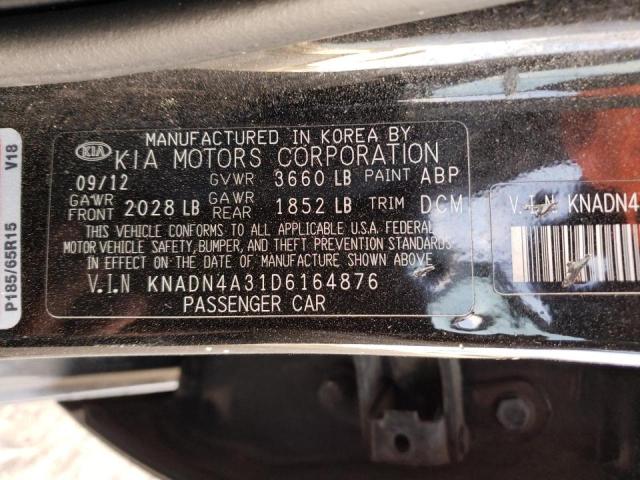 MANUFACTURED IN KOREA BY
KIA KIA MOTORS CORPORATION
09/12 GVWR 3660 LB PAINT ABP
GAWR FRONT 2028 LB GAWR REAR 1852 LB TRIM DCM
THIS VEHICLE CONFORMS TO ALL APPLICABLE U.S.A. FEDERAL
MOTOR VEHICLE SAFETY, BUMPER, AND THEFT PREVENTION STANDARDS
IN EFFECT ON THE DATE OF MANUFACTURE SHOWN ABOVE
V.I.N KNADN4A31D6164876
PASSENGER CAR
P185/65R15 V18
V.I.N KNADN4